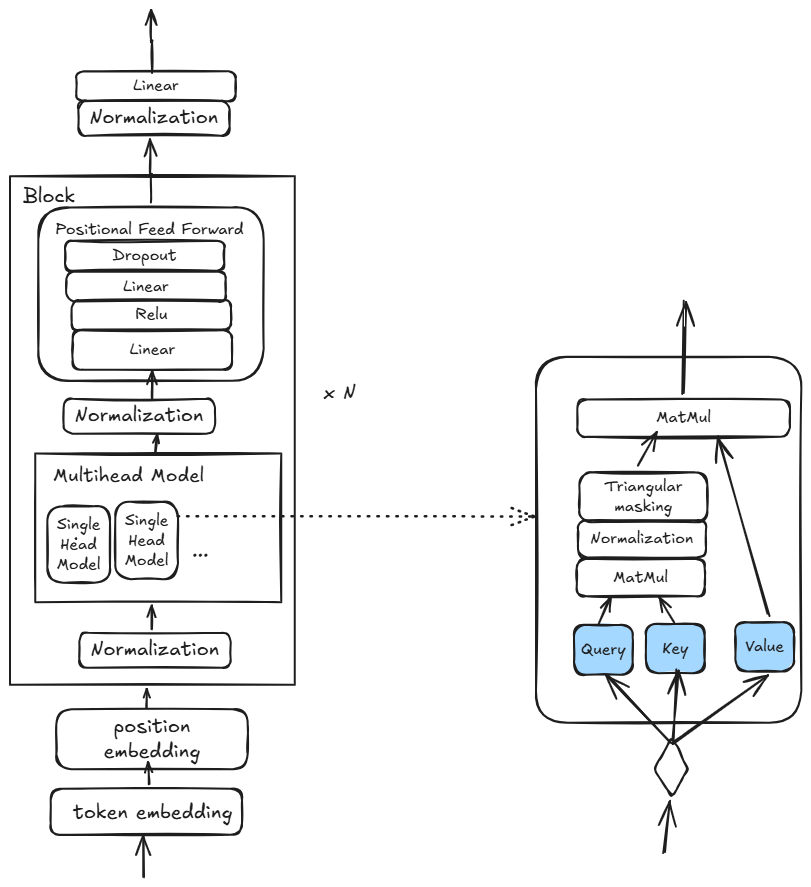 Linear
Normalization
Block
Positional Feed Forward
Dropout
Linear
Relu
Linear
Normalization
Multihead Model
Single
Head
Model
Single
Head
Model
...
Normalization
position
embedding
token embedding
x N
MatMul
Triangular
masking
Normalization
MatMul
Query
Key
Value